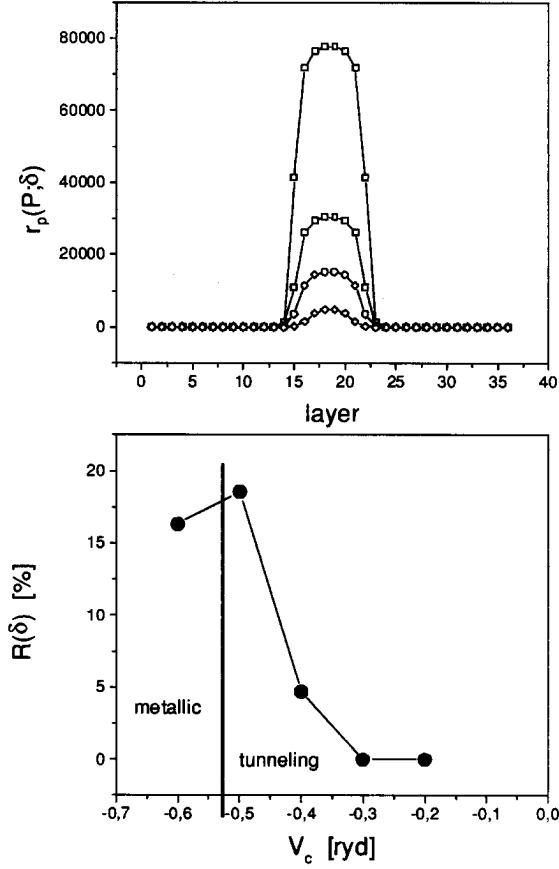 80000
60000
40000
20000
0
r_p(P;δ)
0 5 10 15 20 25 30 35 40
layer
20
15
10
5
0
R(δ) [%]
metallic
tunneling
-0,7 -0,6 -0,5 -0,4 -0,3 -0,2 -0,1 0,0
V_c [ryd]